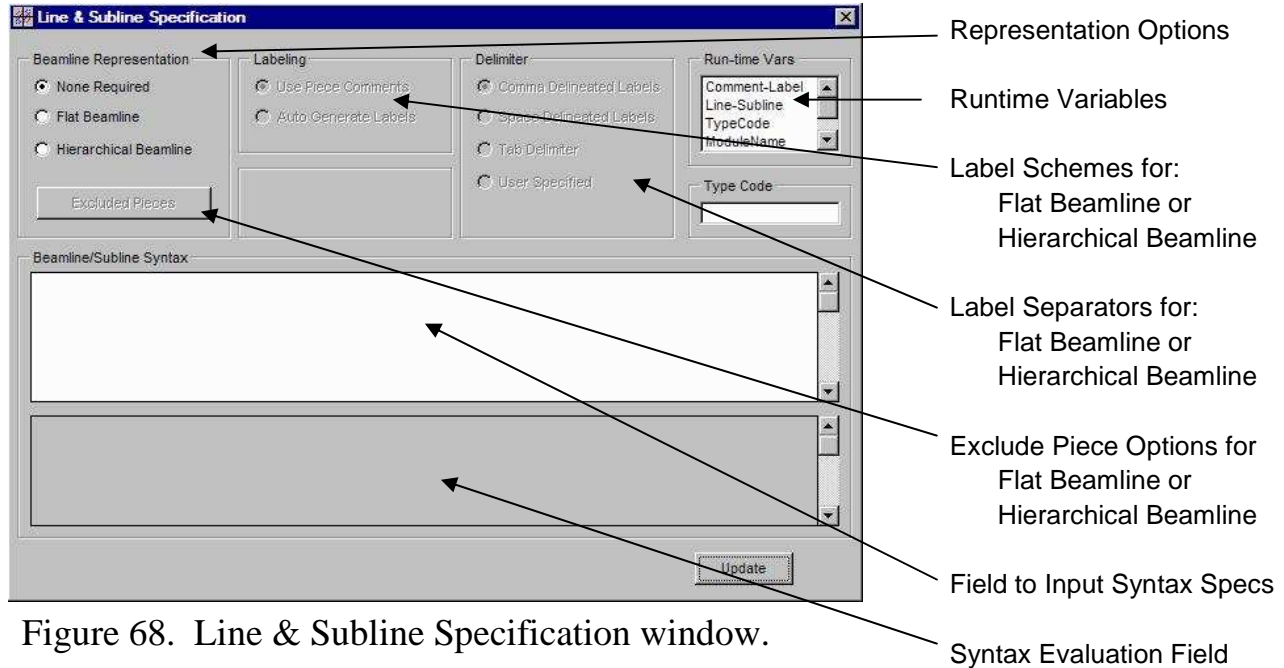 Line & Subline Specification
Beamline Representation
None Required
Flat Beamline
Hierarchical Beamline
Excluded Pieces
Labeling
Use Piece Comments
Auto Generate Labels
Delimiter
Comma Delineated Labels
Space Delineated Labels
Tab Delimiter
User Specified
Run-time Vars
Comment-Label
Line-Subline
TypeCode
ModuleName
Type Code
Beamline/Subline Syntax
Update
Representation Options
Runtime Variables
Label Schemes for:
Flat Beamline or
Hierarchical Beamline
Label Separators for:
Flat Beamline or
Hierarchical Beamline
Exclude Piece Options for
Flat Beamline or
Hierarchical Beamline
Field to Input Syntax Specs
Syntax Evaluation Field
Figure 68. Line & Subline Specification window.